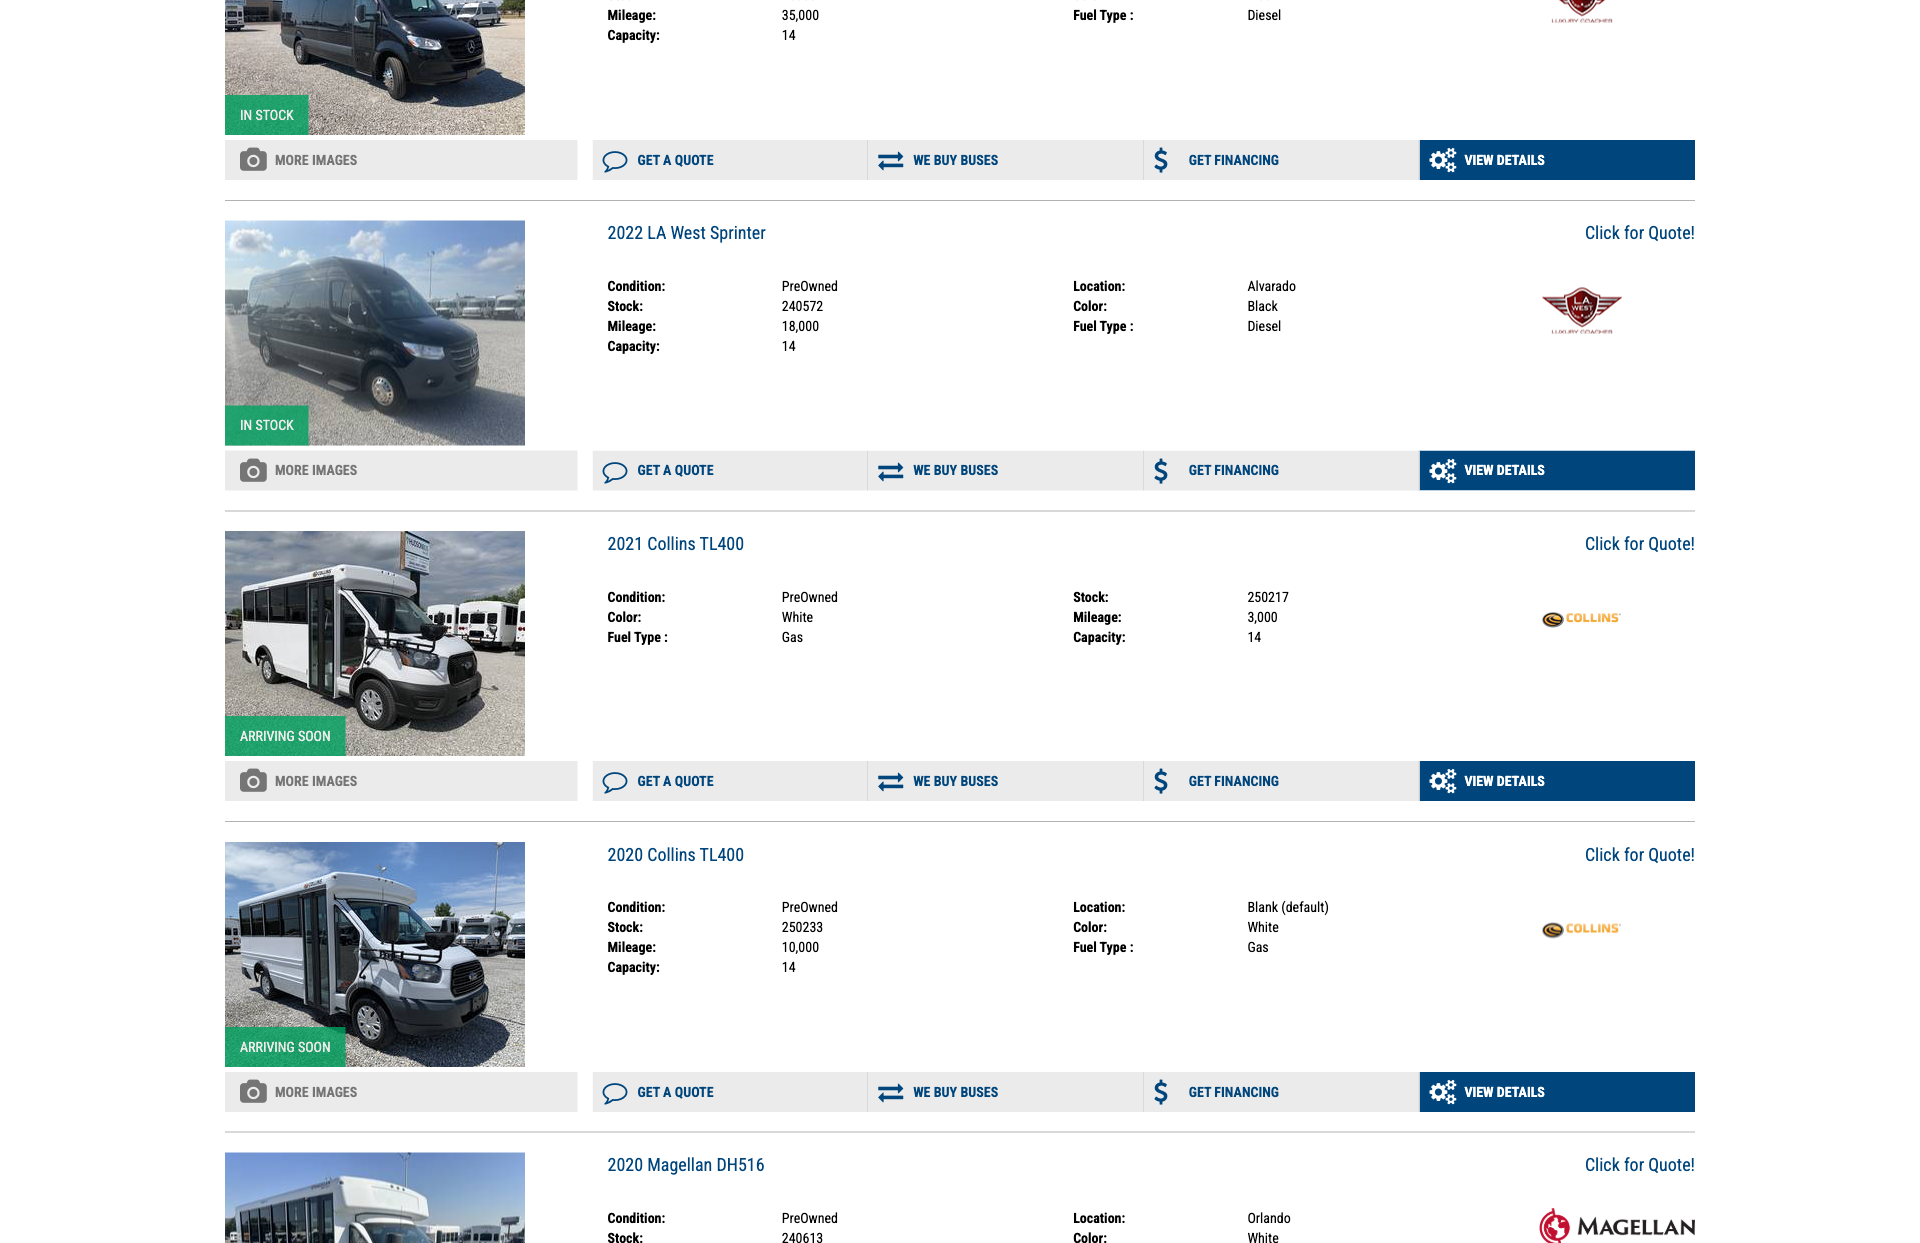 Mileage: 35,000 Fuel Type : Diesel
LUXURY COACHES
Capacity: 14
IN STOCK
MORE IMAGES GET A QUOTE WE BUY BUSES GET FINANCING VIEW DETAILS
2022 LA West Sprinter Click for Quote!
Condition: PreOwned Location: Alvarado
Stock: 240572 Color: Black
L.A. WEST
Mileage: 18,000 Fuel Type : Diesel
LUXURY COACHES
Capacity: 14
IN STOCK
MORE IMAGES GET A QUOTE WE BUY BUSES GET FINANCING VIEW DETAILS
2021 Collins TL400 Click for Quote!
Condition: PreOwned Stock: 250217
Color: White Mileage: 3,000 COLLINS
Fuel Type : Gas Capacity: 14
ARRIVING SOON
MORE IMAGES GET A QUOTE WE BUY BUSES GET FINANCING VIEW DETAILS
2020 Collins TL400 Click for Quote!
Condition: PreOwned Location: Blank (default)
Stock: 250233 Color: White COLLINS
Mileage: 10,000 Fuel Type : Gas
Capacity: 14
ARRIVING SOON
MORE IMAGES GET A QUOTE WE BUY BUSES GET FINANCING VIEW DETAILS
2020 Magellan DH516 Click for Quote!
Condition: PreOwned Location: Orlando MAGELLAN
Stock: 240613 Color: White